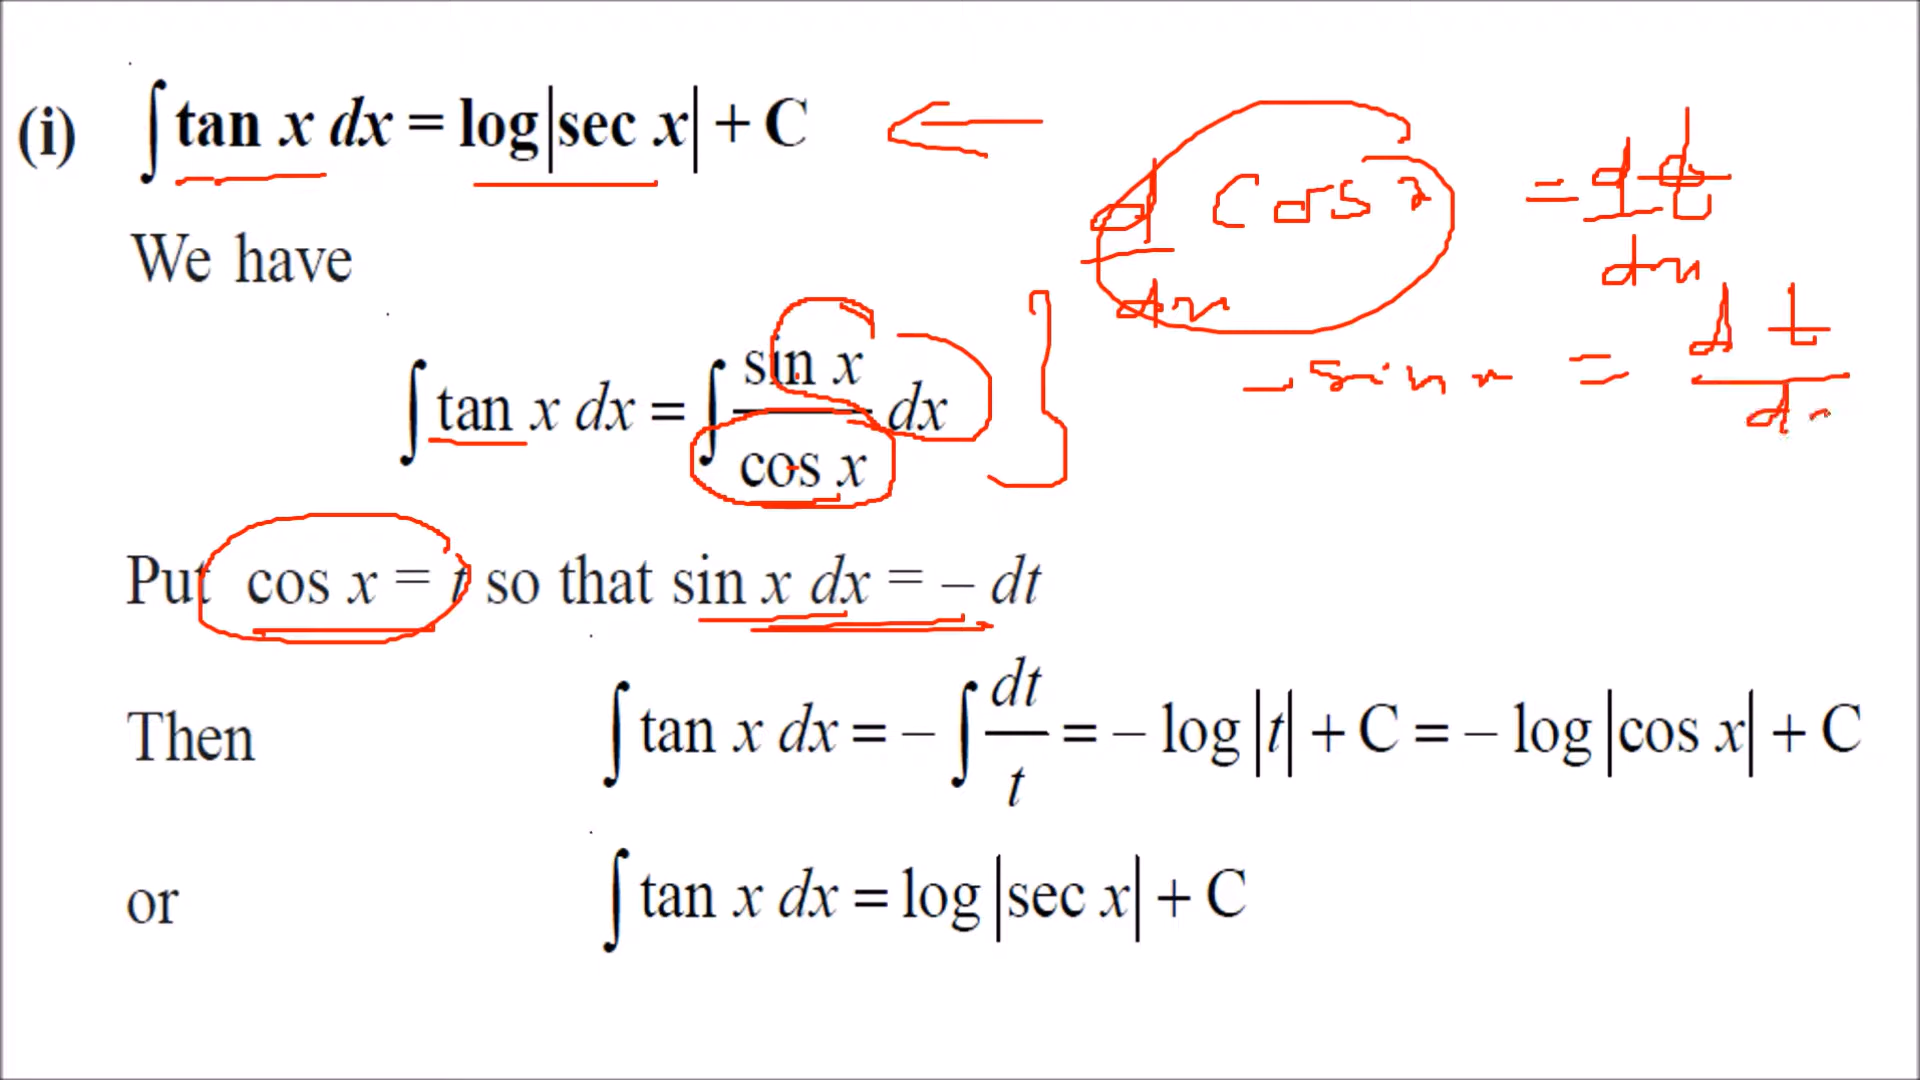 (i) ∫ tan x dx = log|sec x| + C
d/dx cos x = dt/dx
We have
- sin x = dt/d
∫ tan x dx = ∫ sin x / cos x dx
Put cos x = t so that sin x dx = – dt
Then ∫ tan x dx = – ∫ dt/t = – log|t| + C = – log|cos x| + C
or ∫ tan x dx = log|sec x| + C